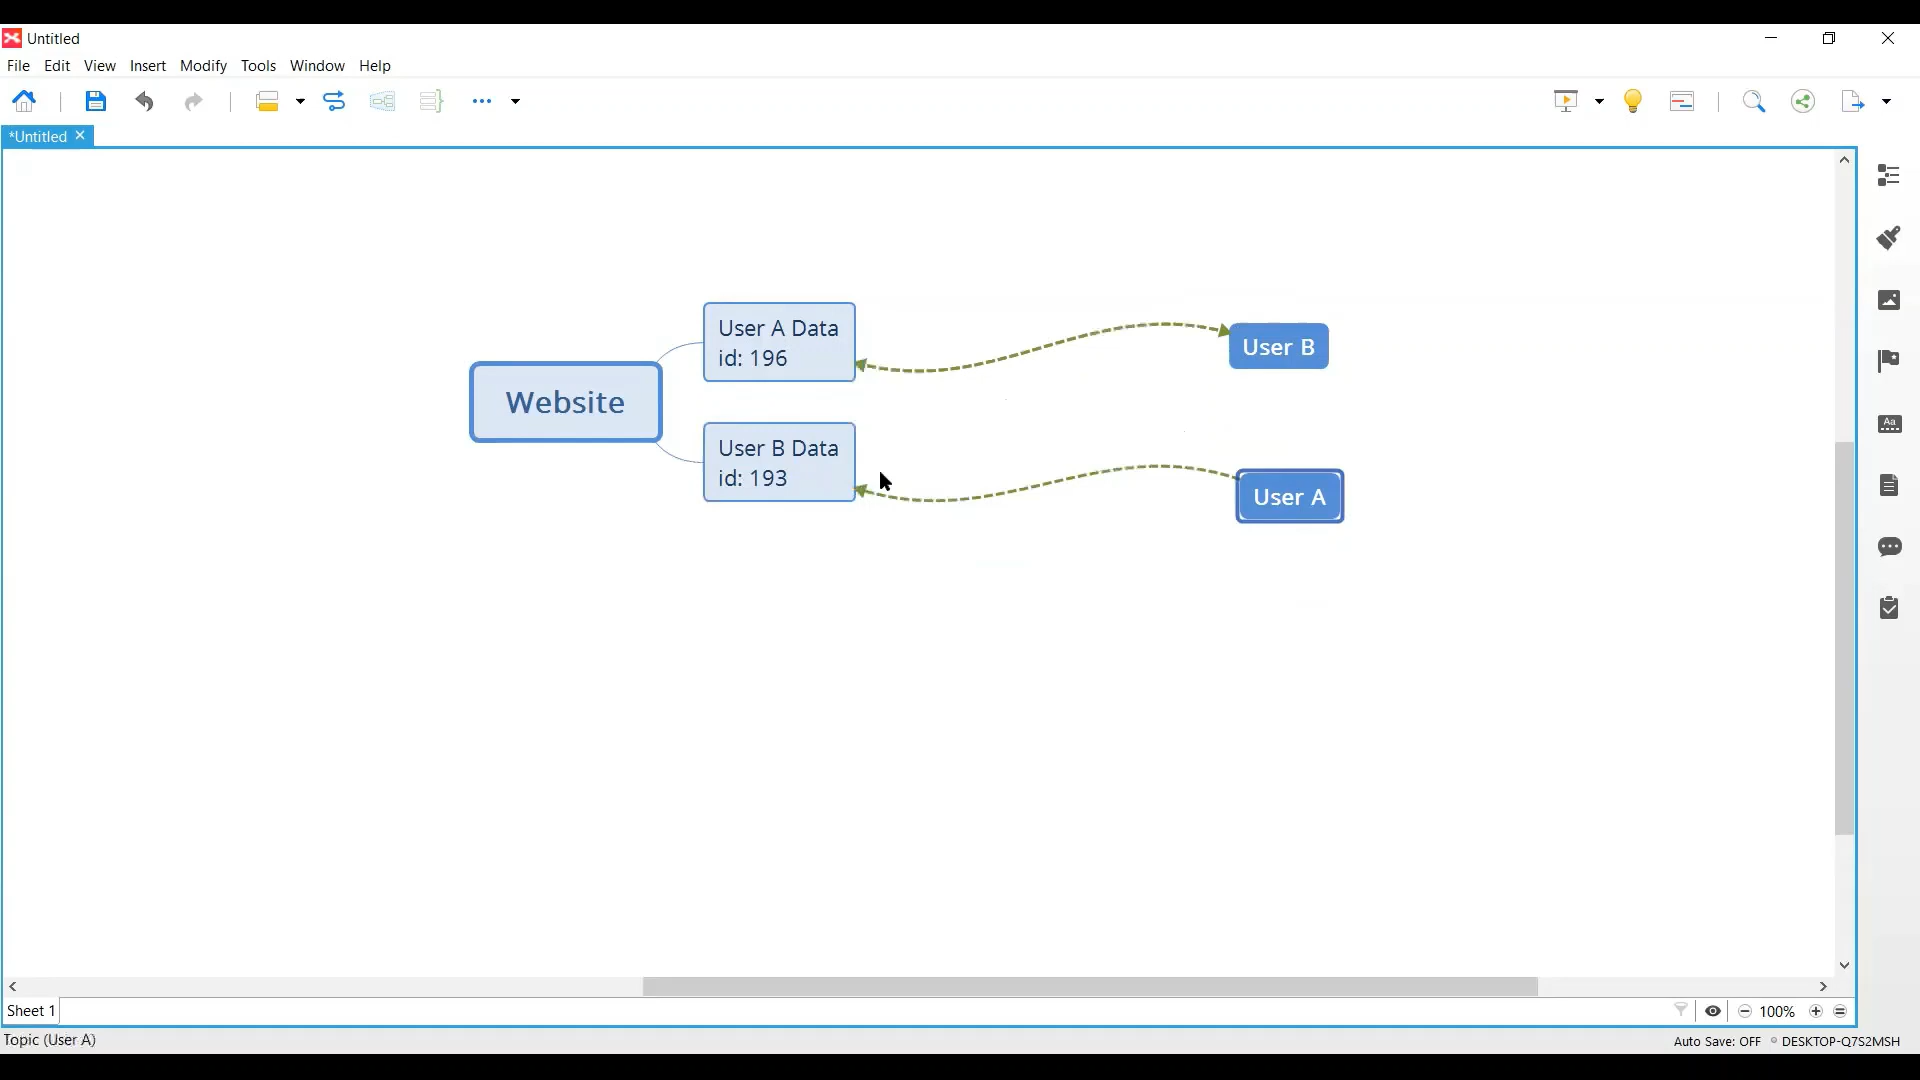 Untitled
File Edit View Insert Modify Tools Window Help
*Untitled
User A Data
id: 196
User B
Website
User B Data
id: 193
User A
Aa
Sheet 1
100%
Topic (User A)
Auto Save: OFF
DESKTOP-Q7S2MSH